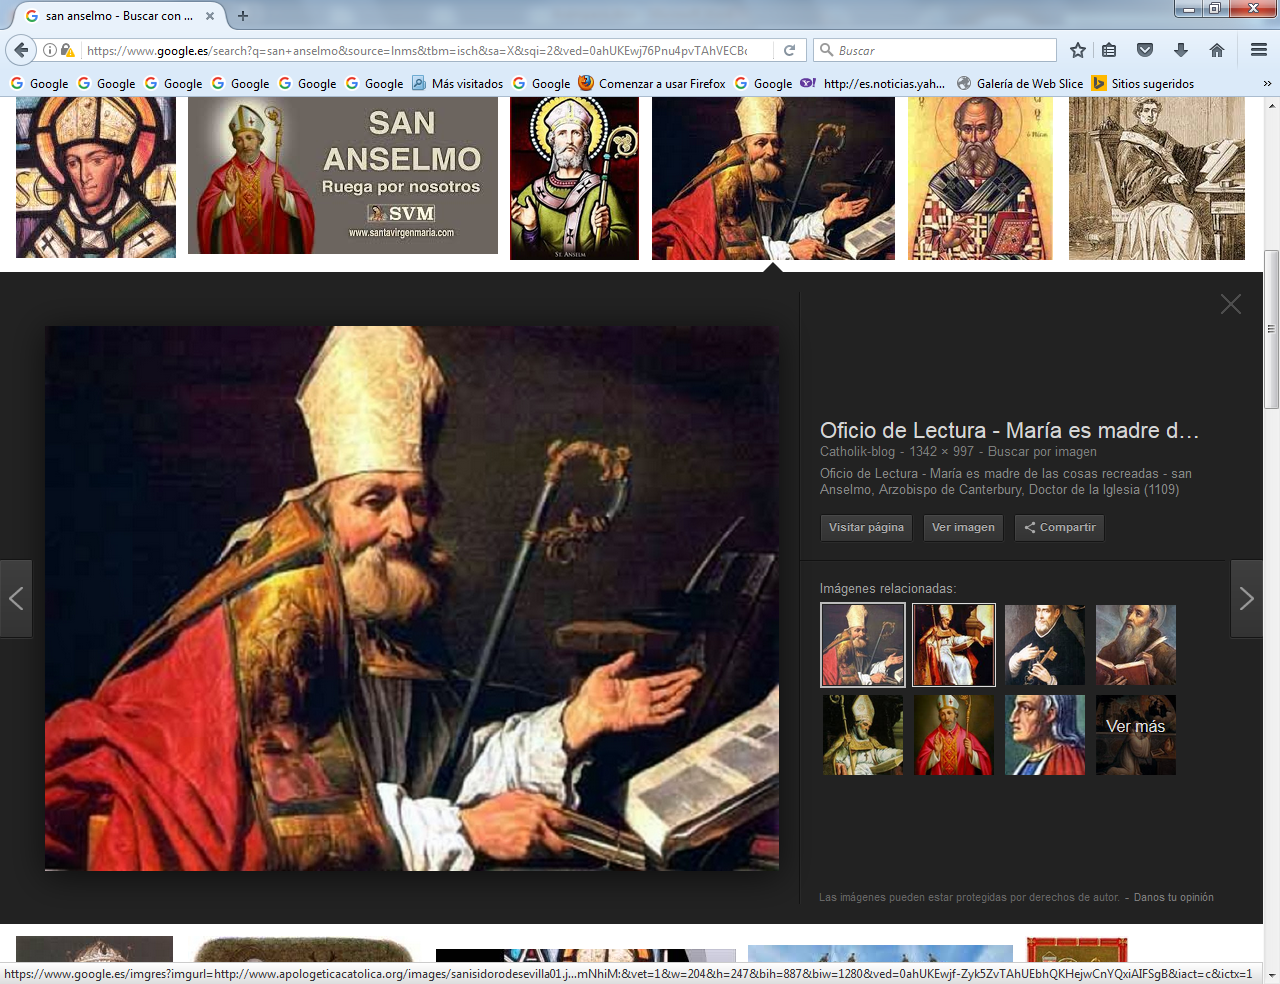 san anselmo - Buscar con ...
https://www.google.es/search?q=san+anselmo&source=lnms&tbm=isch&sa=X&sqi=2&ved=0ahUKEwj76Pnu4pvTAhVECBc
Buscar
Google
Google
Google
Google
Google
Google
Más visitados
Google
Comenzar a usar Firefox
Google
http://es.noticias.yah...
Galería de Web Slice
Sitios sugeridos
SAN
ANSELMO
Ruega por nosotros
SVM
www.santavirgenmaria.com
ST. ANSELM
Oficio de Lectura - María es madre d...
Catholik-blog - 1342 × 997 - Buscar por imagen
Oficio de Lectura - María es madre de las cosas recreadas - san
Anselmo, Arzobispo de Canterbury, Doctor de la Iglesia (1109)
Visitar página
Ver imagen
Compartir
Imágenes relacionadas:
Ver más
Las imágenes pueden estar protegidas por derechos de autor. - Danos tu opinión
https://www.google.es/imgres?imgurl=http://www.apologeticacatolica.org/images/sanisidorodesevilla01.j...mNhiM:&vet=1&w=204&h=247&bih=887&biw=1280&ved=0ahUKEwjf-Zyk5ZvTAhUEbhQKHejwCnYQxiAIFSgB&iact=c&ictx=1